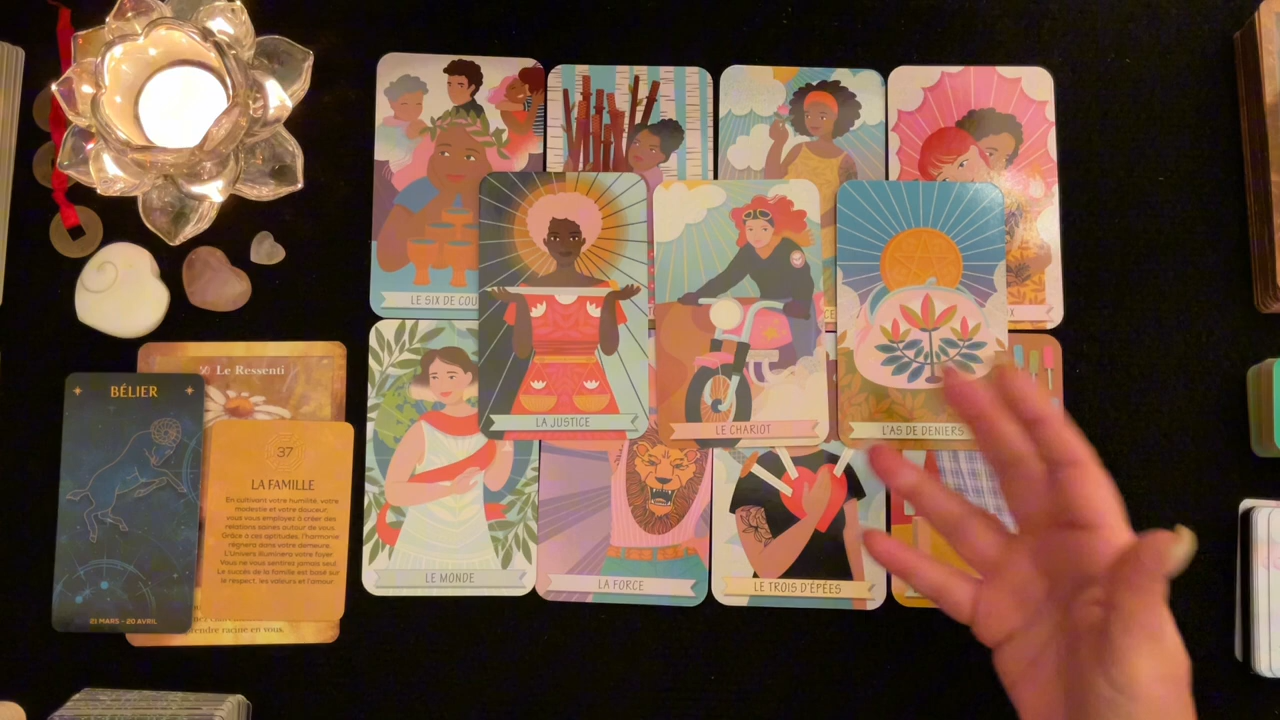 LE SIX DE COU
LA JUSTICE
LE CHARIOT
L'AS DE DENIERS
LE MONDE
LA FORCE
LE TROIS D'ÉPÉES
Le Ressenti
BÉLIER
21 MARS - 20 AVRIL
37
LA FAMILLE
En cultivant votre humilité, votre
modestie et votre douceur,
vous vous employez à créer des
relations saines autour de vous.
Grâce à ces aptitudes, l'harmonie
règnera dans votre demeure.
L'Univers illuminera votre foyer.
Vous ne vous sentirez jamais seul.
Le succès de la famille est basé sur
le respect, les valeurs et l'amour
prendre racine en vous.